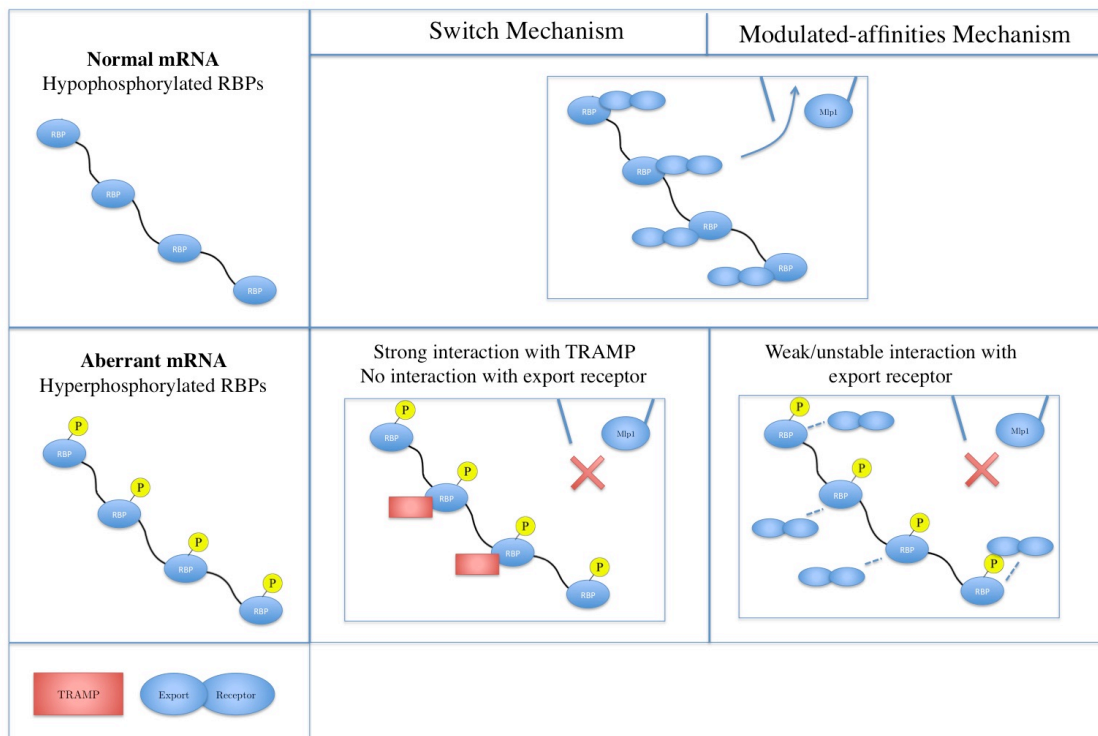 Switch Mechanism
Modulated-affinities Mechanism
Normal mRNA
Hypophosphorylated RBPs
RBP
RBP
RBP
RBP
RBP
RBP
RBP
RBP
Mlp1
Aberrant mRNA
Hyperphosphorylated RBPs
P
RBP
P
RBP
P
RBP
P
RBP
Strong interaction with TRAMP
No interaction with export receptor
P
RBP
P
RBP
P
RBP
P
RBP
Mlp1
Weak/unstable interaction with
export receptor
P
RBP
P
RBP
P
RBP
P
RBP
Mlp1
TRAMP
Export Receptor